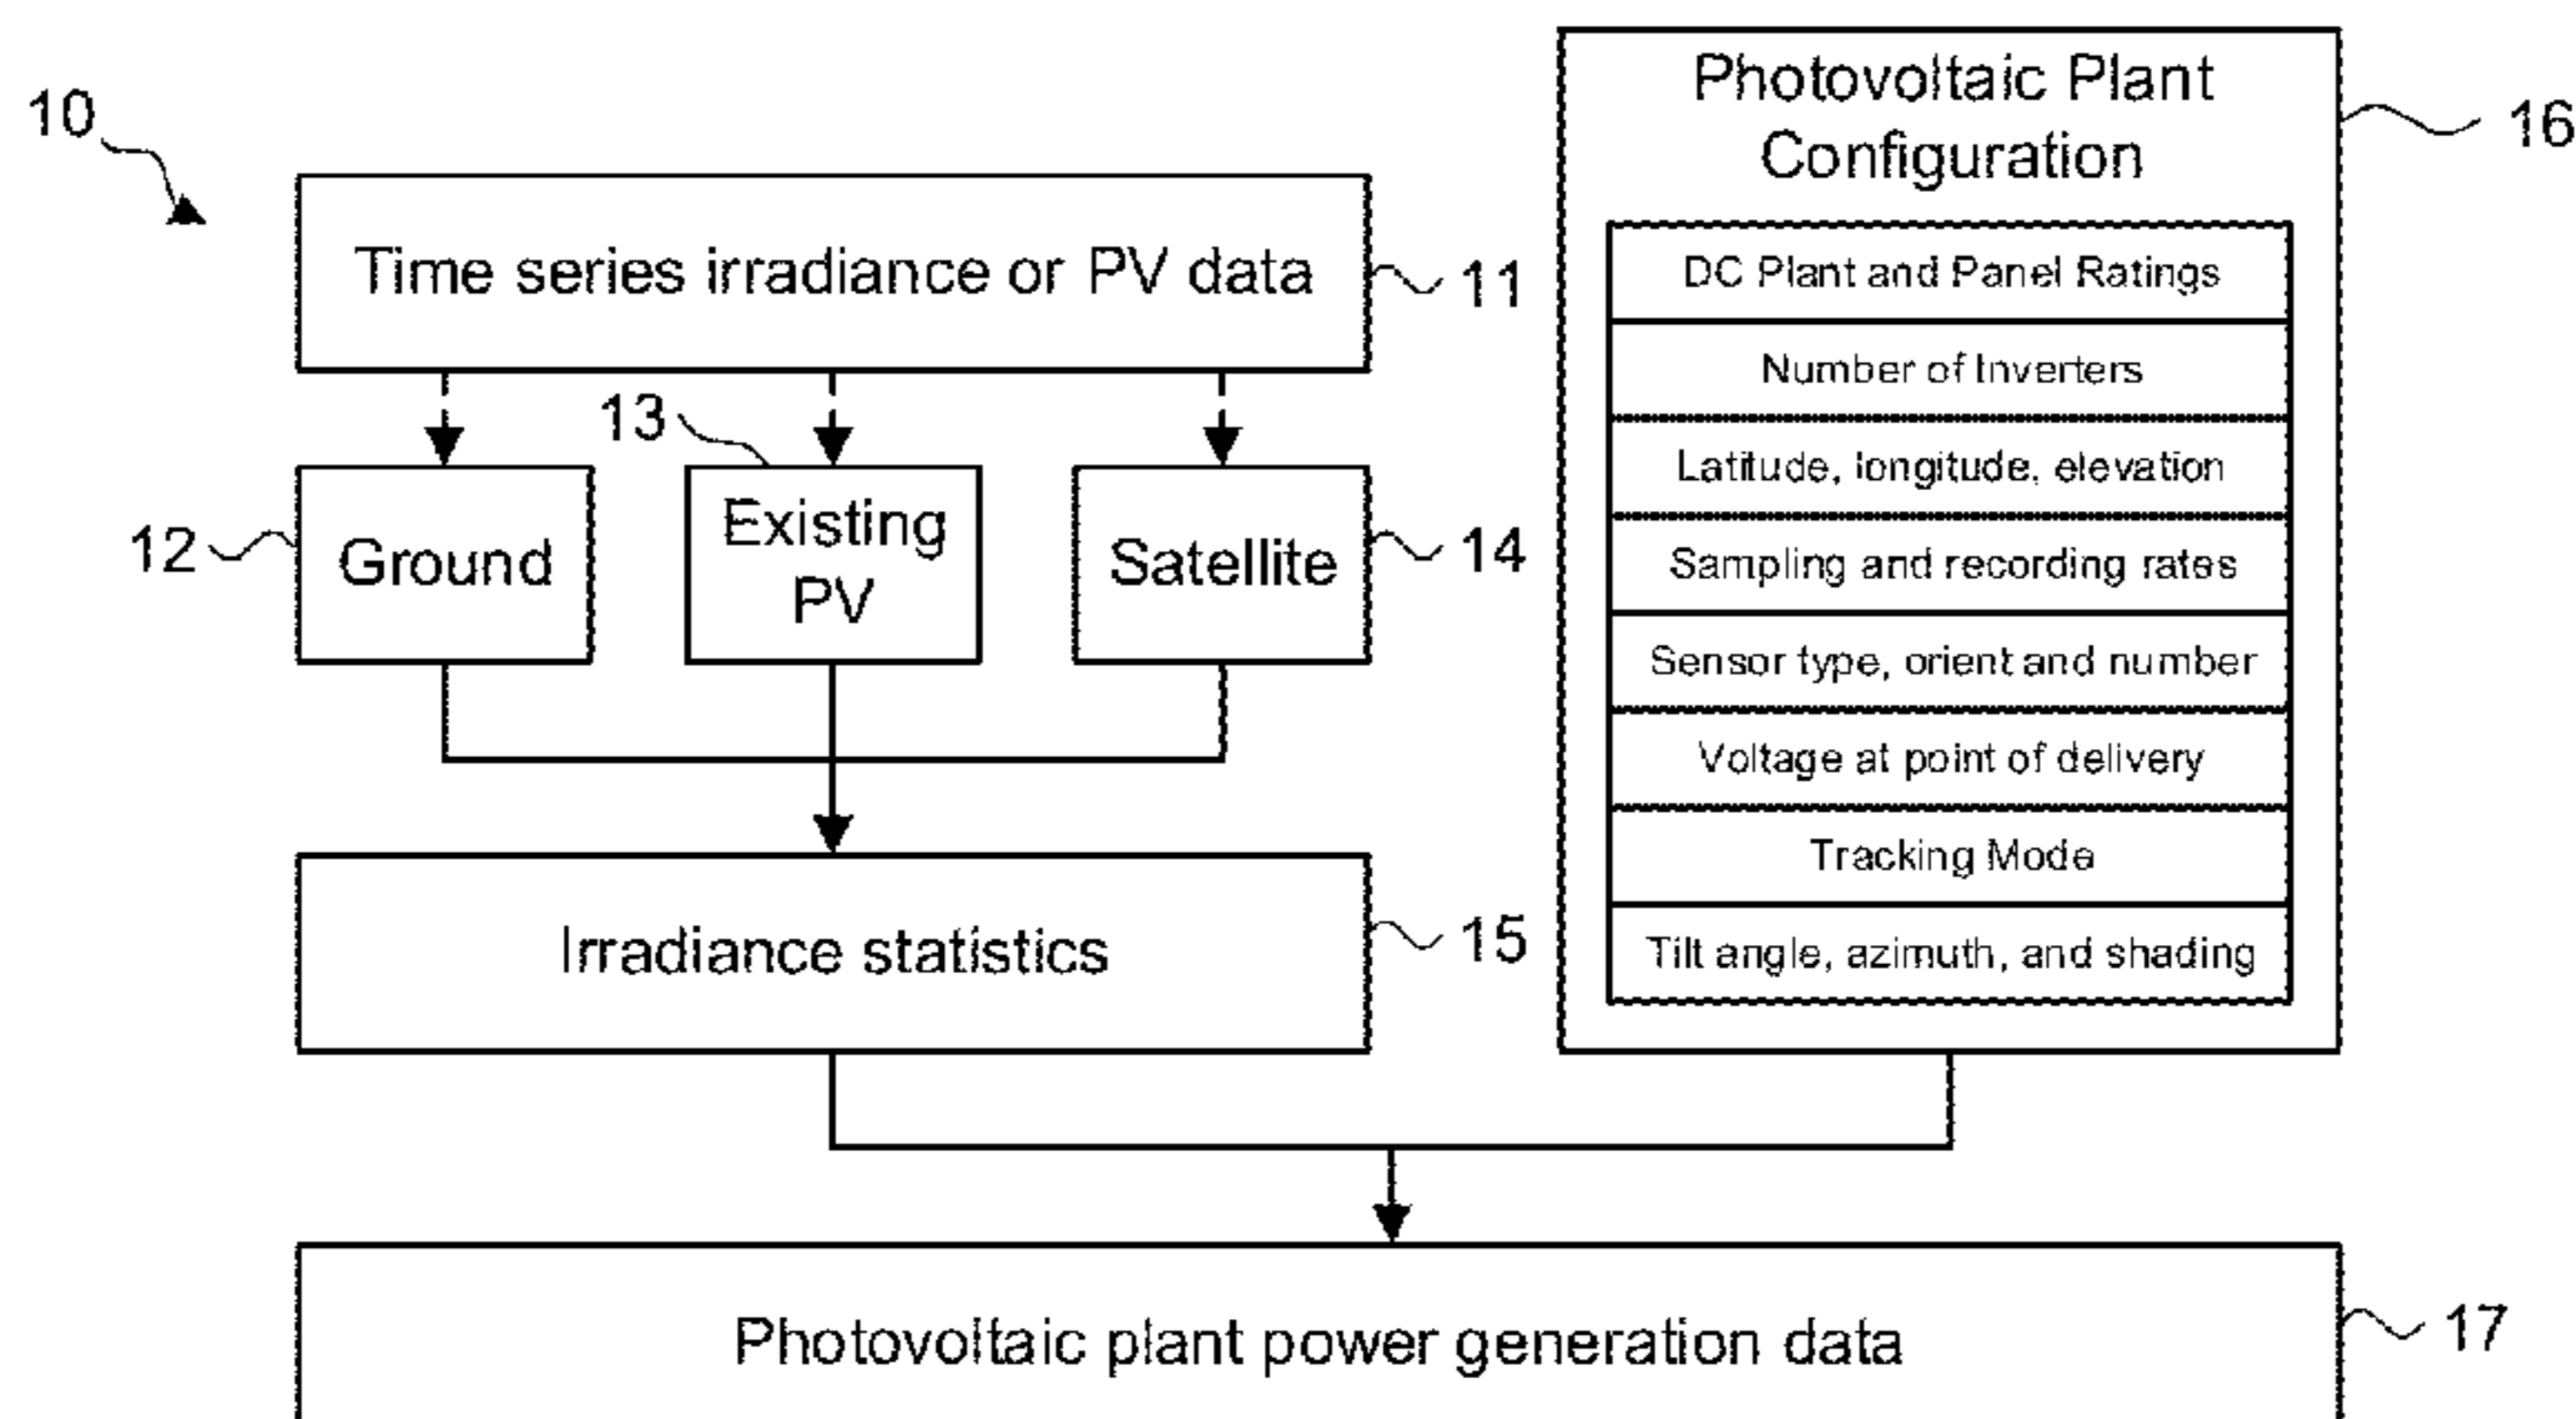 10
Time series irradiance or PV data
11
12
Ground
13
Existing
PV
Satellite
14
Irradiance statistics
15
Photovoltaic Plant
Configuration
16
DC Plant and Panel Ratings
Number of Inverters
Latitude, longitude, elevation
Sampling and recording rates
Sensor type, orient and number
Voltage at point of delivery
Tracking Mode
Tilt angle, azimuth, and shading
Photovoltaic plant power generation data
17